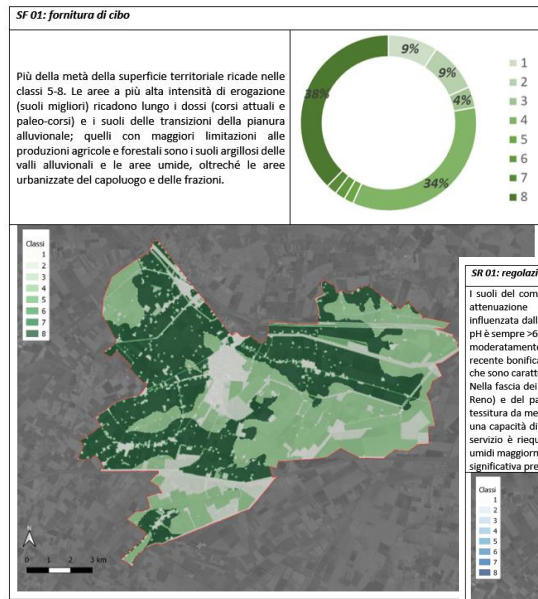 SF 01: fornitura di cibo
Più della metà della superficie territoriale ricade nelle
classi 5-8. Le aree a più alta intensità di erogazione
(suoli migliori) ricadono lungo i dossi (corsi attuali e
paleo-corsi) e i suoli delle transizioni della pianura
alluvionale; quelli con maggiori limitazioni alle
produzioni agricole e forestali sono i suoli argillosi delle
valli alluvionali e le aree umide, oltreché le aree
urbanizzate del capoluogo e delle frazioni.
9%
9%
4%
34%
38%
1
2
3
4
5
6
7
8
Classi
1
2
3
4
5
6
7
8
N
0 1 2 3 km
SR 01: regolazi
I suoli del com
attenuazione
influenzata dall
pH è sempre >6
moderatamente
recente bonifica
che sono caratt
Nella fascia dei
Reno) e del pa
tessitura da me
una capacità di
servizio è riequ
umidi maggiorn
significativa pre
Classi
1
2
3
4
5
6
7
8